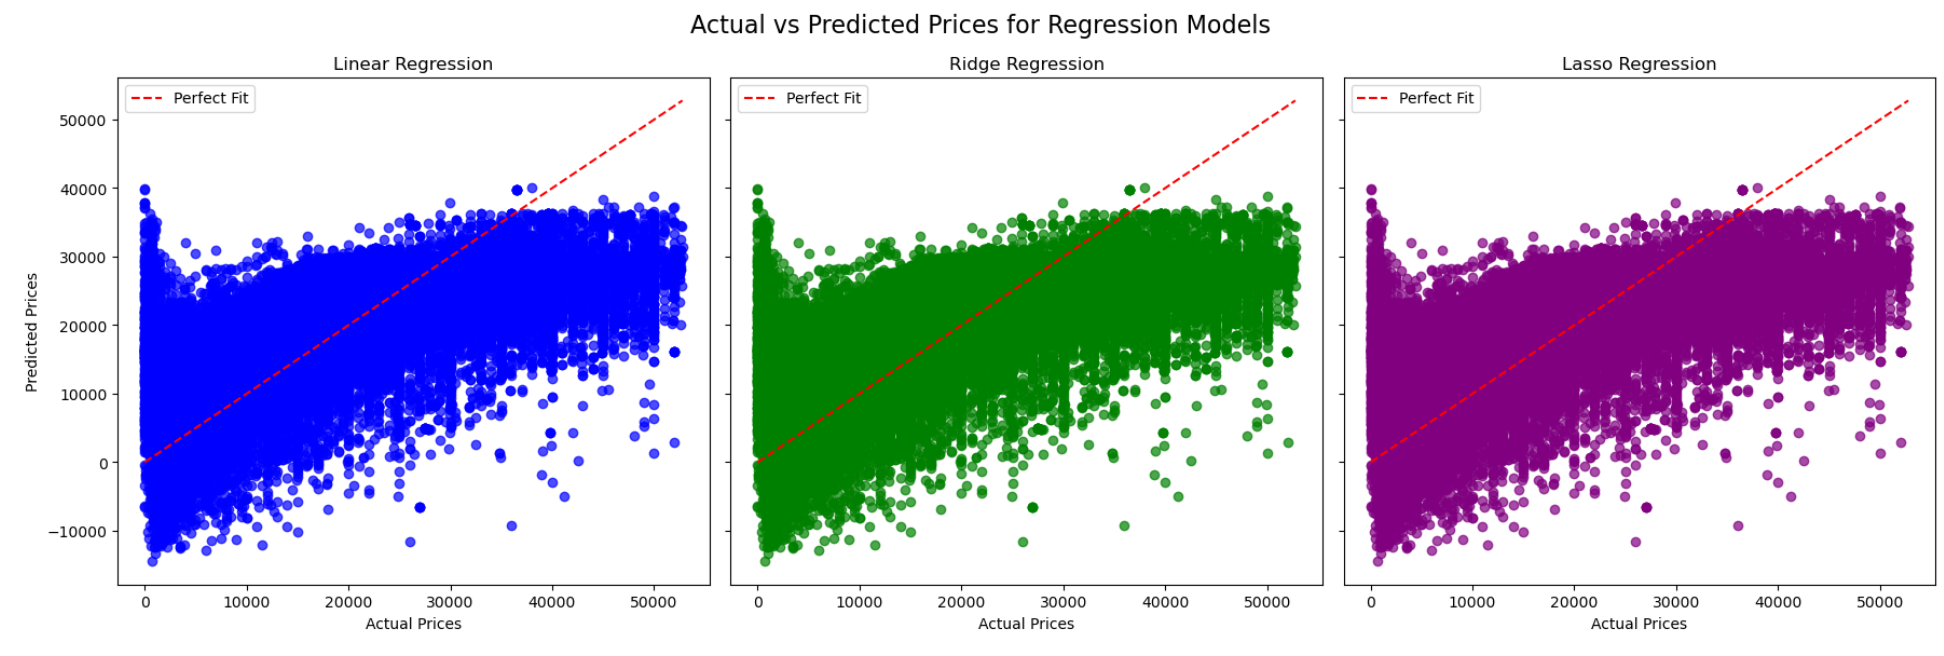 Actual vs Predicted Prices for Regression Models
Linear Regression
Perfect Fit
Predicted Prices
50000
40000
30000
20000
10000
0
−10000
0 10000 20000 30000 40000 50000
Actual Prices
Ridge Regression
Perfect Fit
0 10000 20000 30000 40000 50000
Actual Prices
Lasso Regression
Perfect Fit
0 10000 20000 30000 40000 50000
Actual Prices